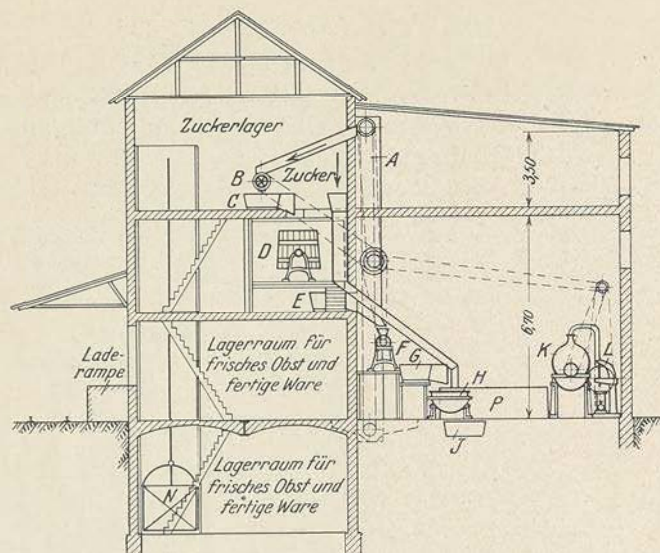 Zuckerlager
A
B
Zucker
3,50
C
D
E
6,70
Lade-
rampe
Lagerraum für
frisches Obst und
fertige Ware
F
G
H
K
L
P
J
Lagerraum für
frisches Obst und
fertige Ware
N